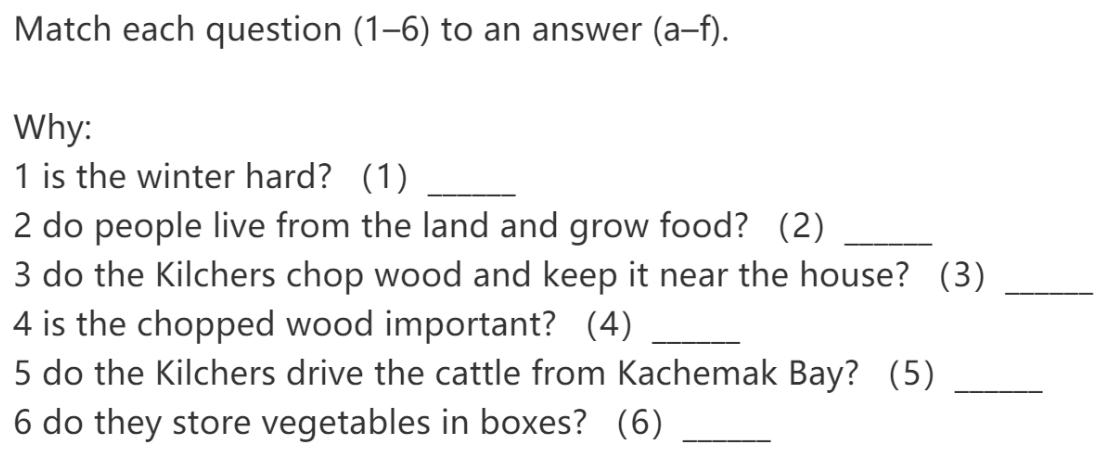 Match each question (1–6) to an answer (a–f).
Why:
1 is the winter hard? (1) ______
2 do people live from the land and grow food? (2) ______
3 do the Kilchers chop wood and keep it near the house? (3) ______
4 is the chopped wood important? (4) ______
5 do the Kilchers drive the cattle from Kachemak Bay? (5) ______
6 do they store vegetables in boxes? (6) ______